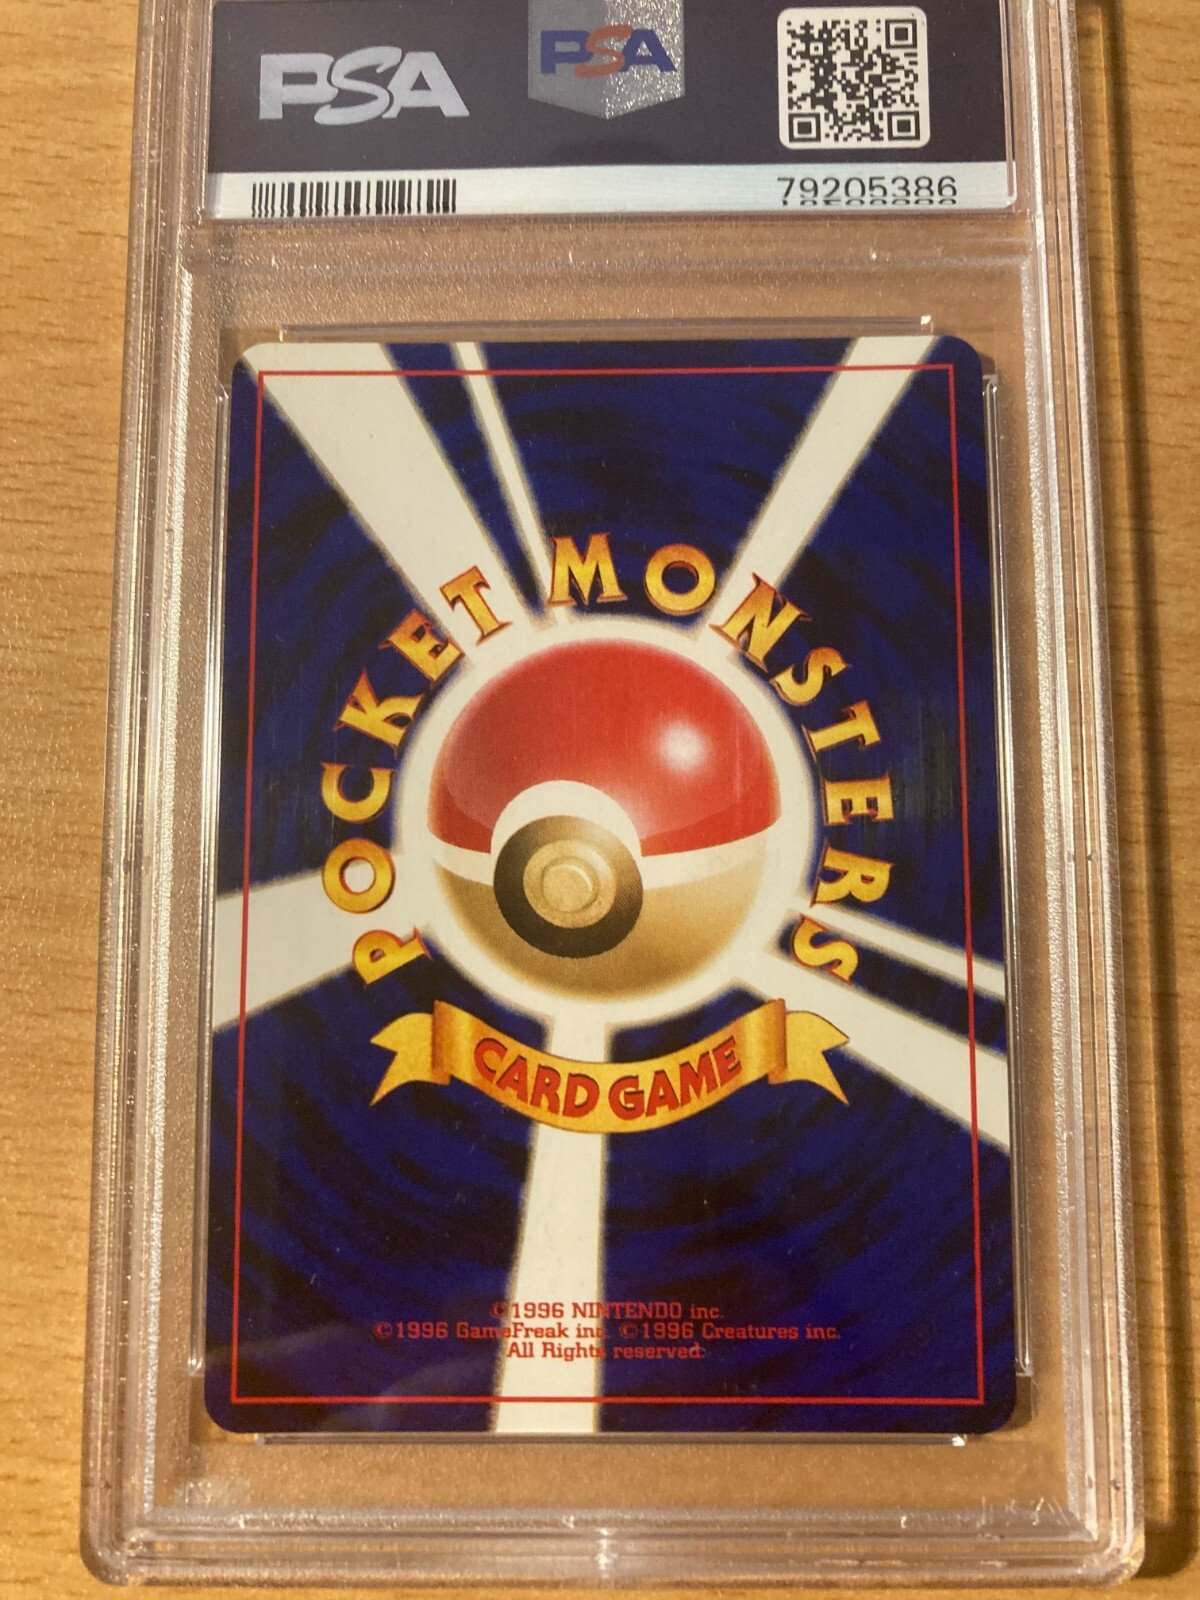 PSA
PSA
79205386
POCKET MONSTERS
CARD GAME
©1996 NINTENDO inc.
©1996 GameFreak inc. ©1996 Creatures inc.
All Rights reserved.
PSA